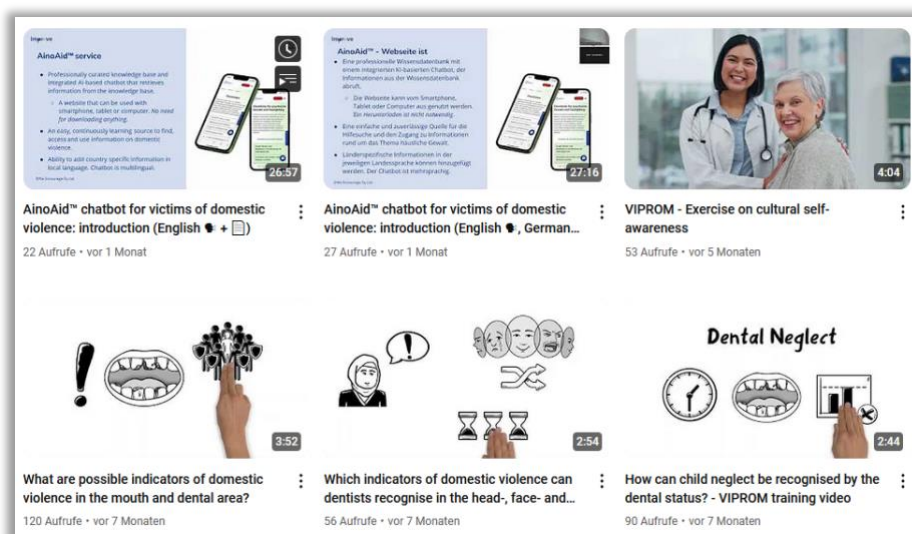 AinoAid™ service
Professionally curated knowledge base and
integrated AI-based chatbot that retrieves
information from the knowledge base.
A website that can be used with
smartphone, tablet or computer. No need
for downloading anything.
An easy, continuously learning source to find,
access and use information on domestic
violence.
Ability to add country specific information in
local language. Chatbot is multilingual.
26:57
AinoAid™ chatbot for victims of domestic
violence: introduction (English 🗣 + 📄)
22 Aufrufe • vor 1 Monat
AinoAid™ – Webseite ist
Eine professionelle Wissensdatenbank mit
einem integrierten KI-basierten Chatbot, der
Informationen aus der Wissensdatenbank
abruft.
Die Webseite kann vom Smartphone,
Tablet oder Computer aus genutzt werden.
Ein Herunterladen ist nicht notwendig.
Eine einfache und zuverlässige Quelle für die
Hilfesuche und den Zugang zu Informationen
rund um das Thema häusliche Gewalt.
Länderspezifische Informationen in der
jeweiligen Landessprache können hinzugefügt
werden. Der Chatbot ist mehrsprachig.
27:16
AinoAid™ chatbot for victims of domestic
violence: introduction (English 🗣, German...
27 Aufrufe • vor 1 Monat
4:04
VIPROM - Exercise on cultural self-
awareness
53 Aufrufe • vor 5 Monaten
3:52
What are possible indicators of domestic
violence in the mouth and dental area?
120 Aufrufe • vor 7 Monaten
2:54
Which indicators of domestic violence can
dentists recognise in the head-, face- and...
56 Aufrufe • vor 7 Monaten
Dental Neglect
2:44
How can child neglect be recognised by the
dental status? - VIPROM training video
90 Aufrufe • vor 7 Monaten